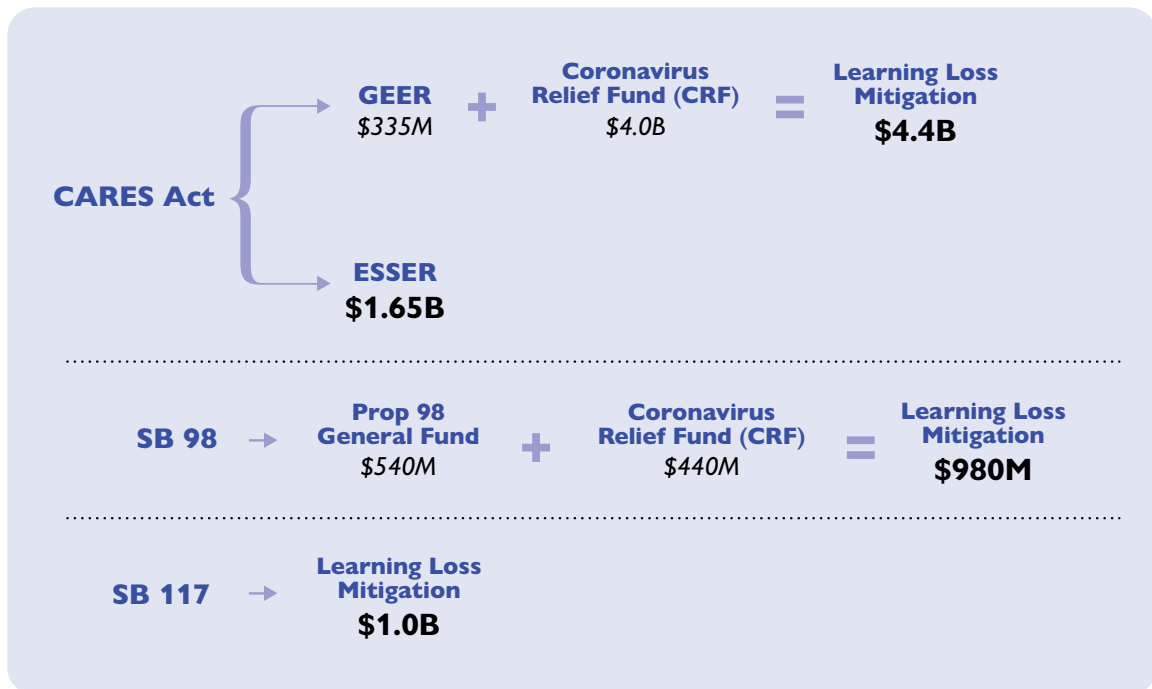 CARES Act
GEER
$335M
+
Coronavirus
Relief Fund (CRF)
$4.0B
=
Learning Loss
Mitigation
$4.4B
ESSER
$1.65B
SB 98
Prop 98
General Fund
$540M
+
Coronavirus
Relief Fund (CRF)
$440M
=
Learning Loss
Mitigation
$980M
SB 117
Learning Loss
Mitigation
$1.0B